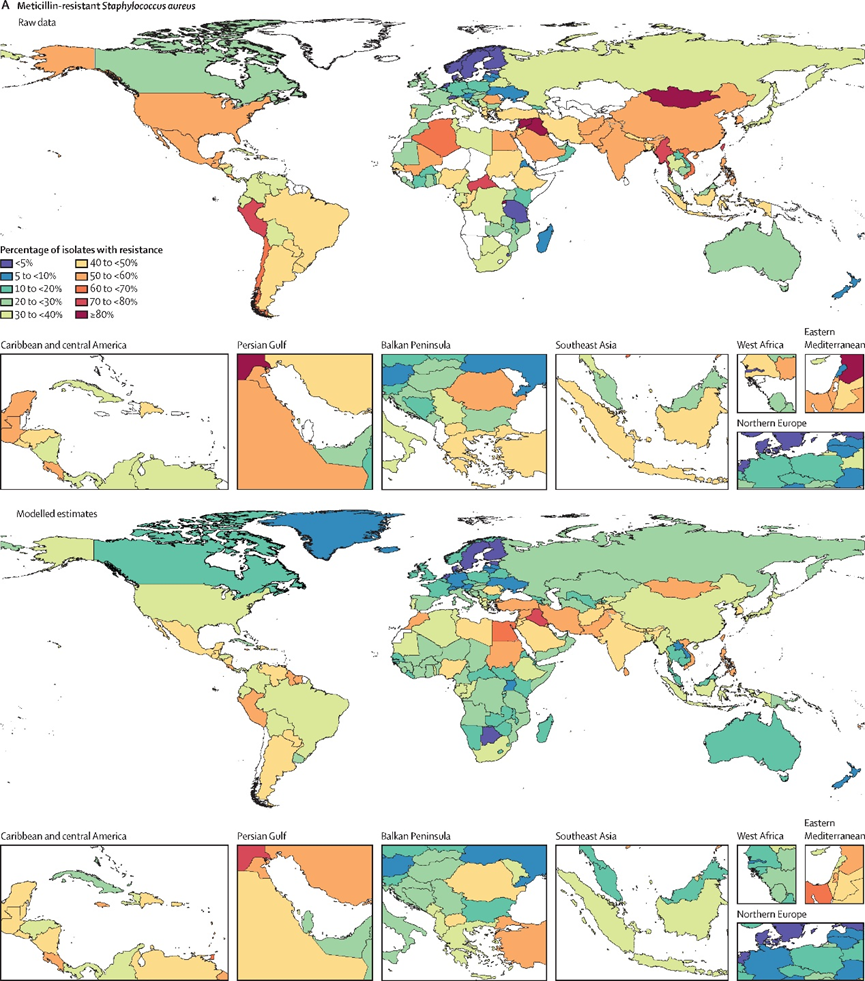 A Meticillin-resistant Staphylococcus aureus
Raw data
Percentage of isolates with resistance
<5% 40 to <50%
5 to <10% 50 to <60%
10 to <20% 60 to <70%
20 to <30% 70 to <80%
30 to <40% ≥80%
Caribbean and central America Persian Gulf Balkan Peninsula Southeast Asia West Africa Eastern Mediterranean
Northern Europe
Modelled estimates
Caribbean and central America Persian Gulf Balkan Peninsula Southeast Asia West Africa Eastern Mediterranean
Northern Europe